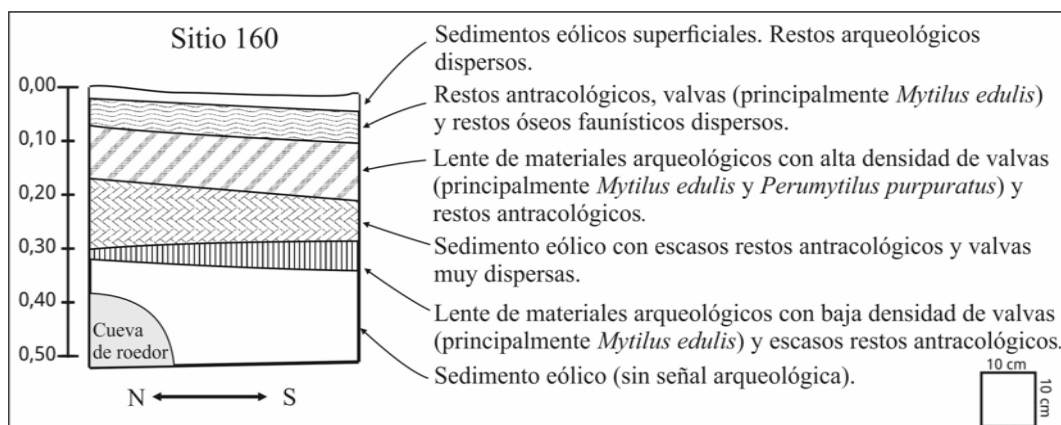 Sitio 160
0,00
0,10
0,20
0,30
0,40
0,50
Cueva
de roedor
N S
Sedimentos eólicos superficiales. Restos arqueológicos
dispersos.
Restos antracológicos, valvas (principalmente Mytilus edulis)
y restos óseos faunísticos dispersos.
Lente de materiales arqueológicos con alta densidad de valvas
(principalmente Mytilus edulis y Perumytilus purpuratus) y
restos antracológicos.
Sedimento eólico con escasos restos antracológicos y valvas
muy dispersas.
Lente de materiales arqueológicos con baja densidad de valvas
(principalmente Mytilus edulis) y escasos restos antracológicos.
Sedimento eólico (sin señal arqueológica).
10 cm
10 cm